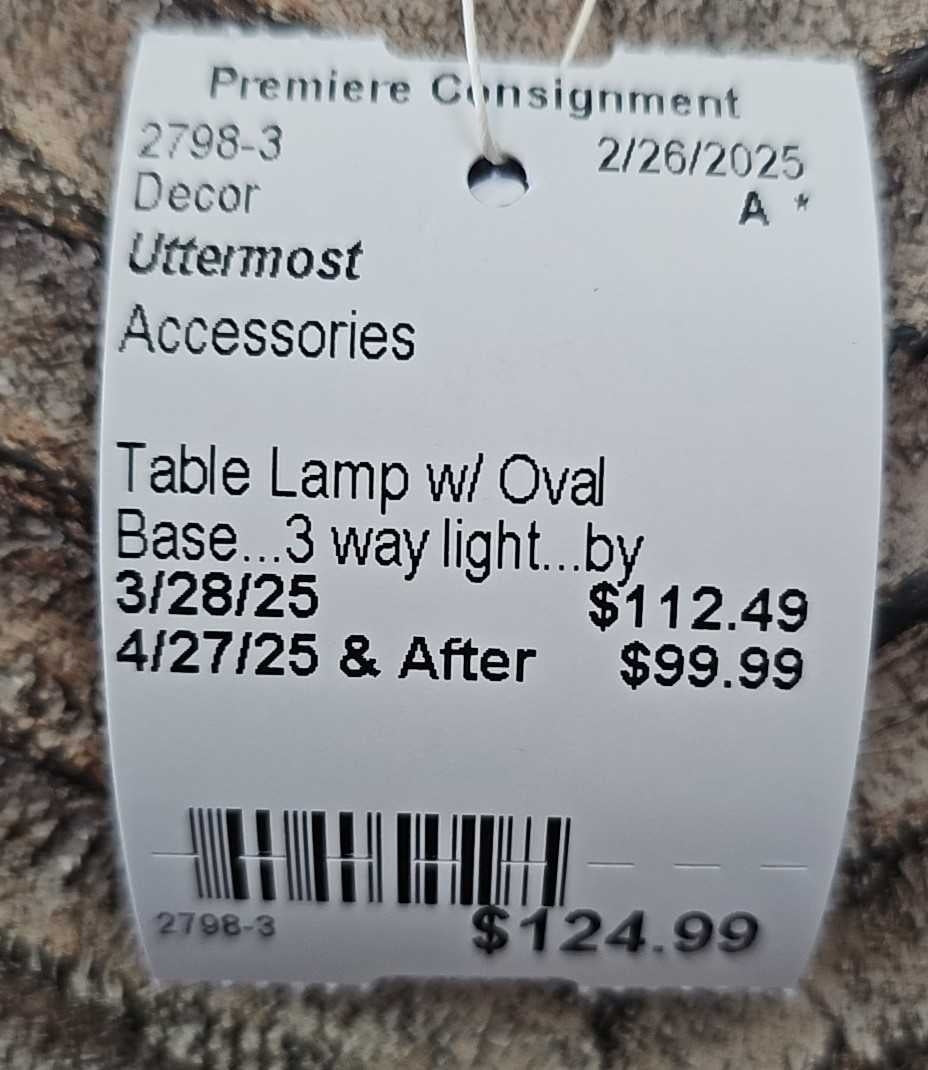 Premiere Consignment
2798-3 2/26/2025
Decor A *
Uttermost
Accessories
Table Lamp w/ Oval
Base...3 way light...by
3/28/25 $112.49
4/27/25 & After $99.99
2798-3 $124.99